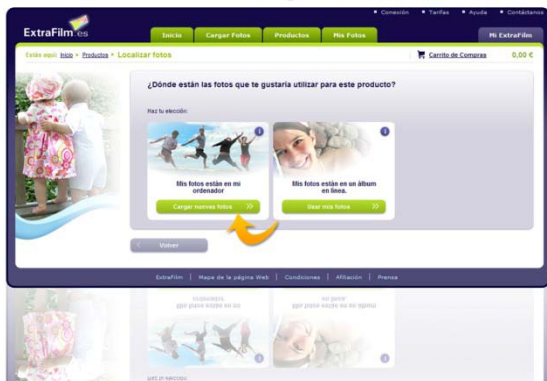 Conexión Tarifas Ayuda Contáctanos
ExtraFilm.es
Inicio Cargar Fotos Productos Mis Fotos Mi ExtraFilm
Estás aquí: Inicio Productos Localizar fotos
Carrito de Compras 0,00 €
¿Dónde están las fotos que te gustaría utilizar para este producto?
Haz tu elección:
Mis fotos están en mi
ordenador
Cargar nuevas fotos
Mis fotos están en un álbum
en línea.
Usar mis fotos
Volver
ExtraFilm | Mapa de la página Web | Condiciones | Afiliación | Prensa